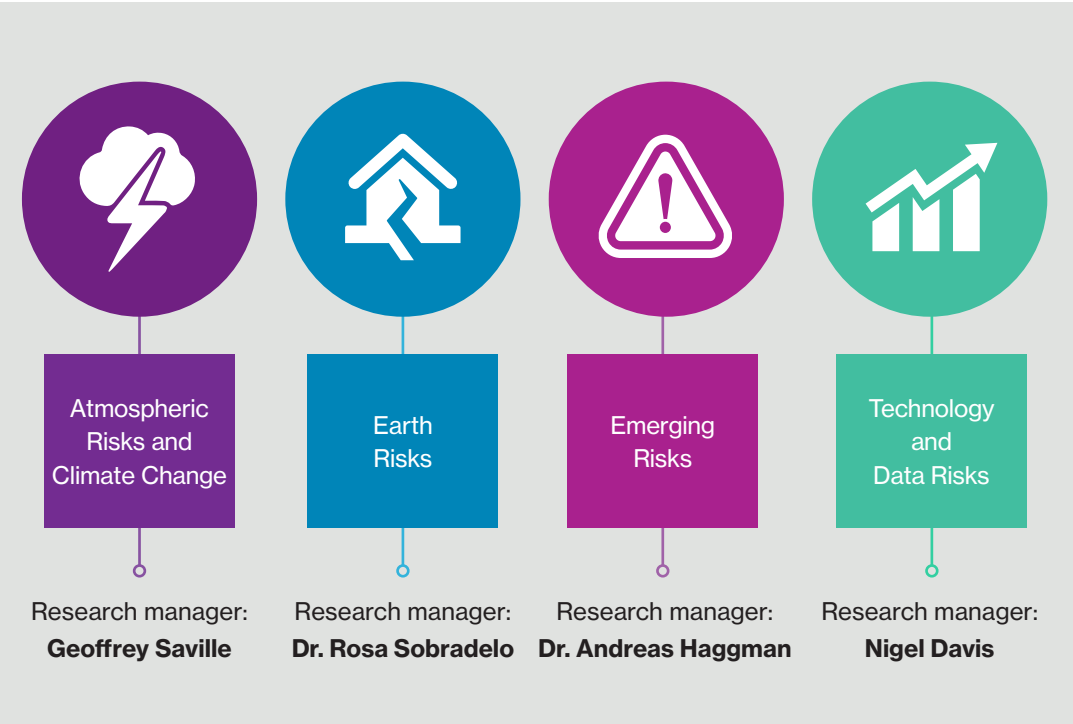 Atmospheric
Risks and
Climate Change
Earth
Risks
Emerging
Risks
Technology
and
Data Risks
Research manager:
Geoffrey Saville
Research manager:
Dr. Rosa Sobradelo
Research manager:
Dr. Andreas Haggman
Research manager:
Nigel Davis